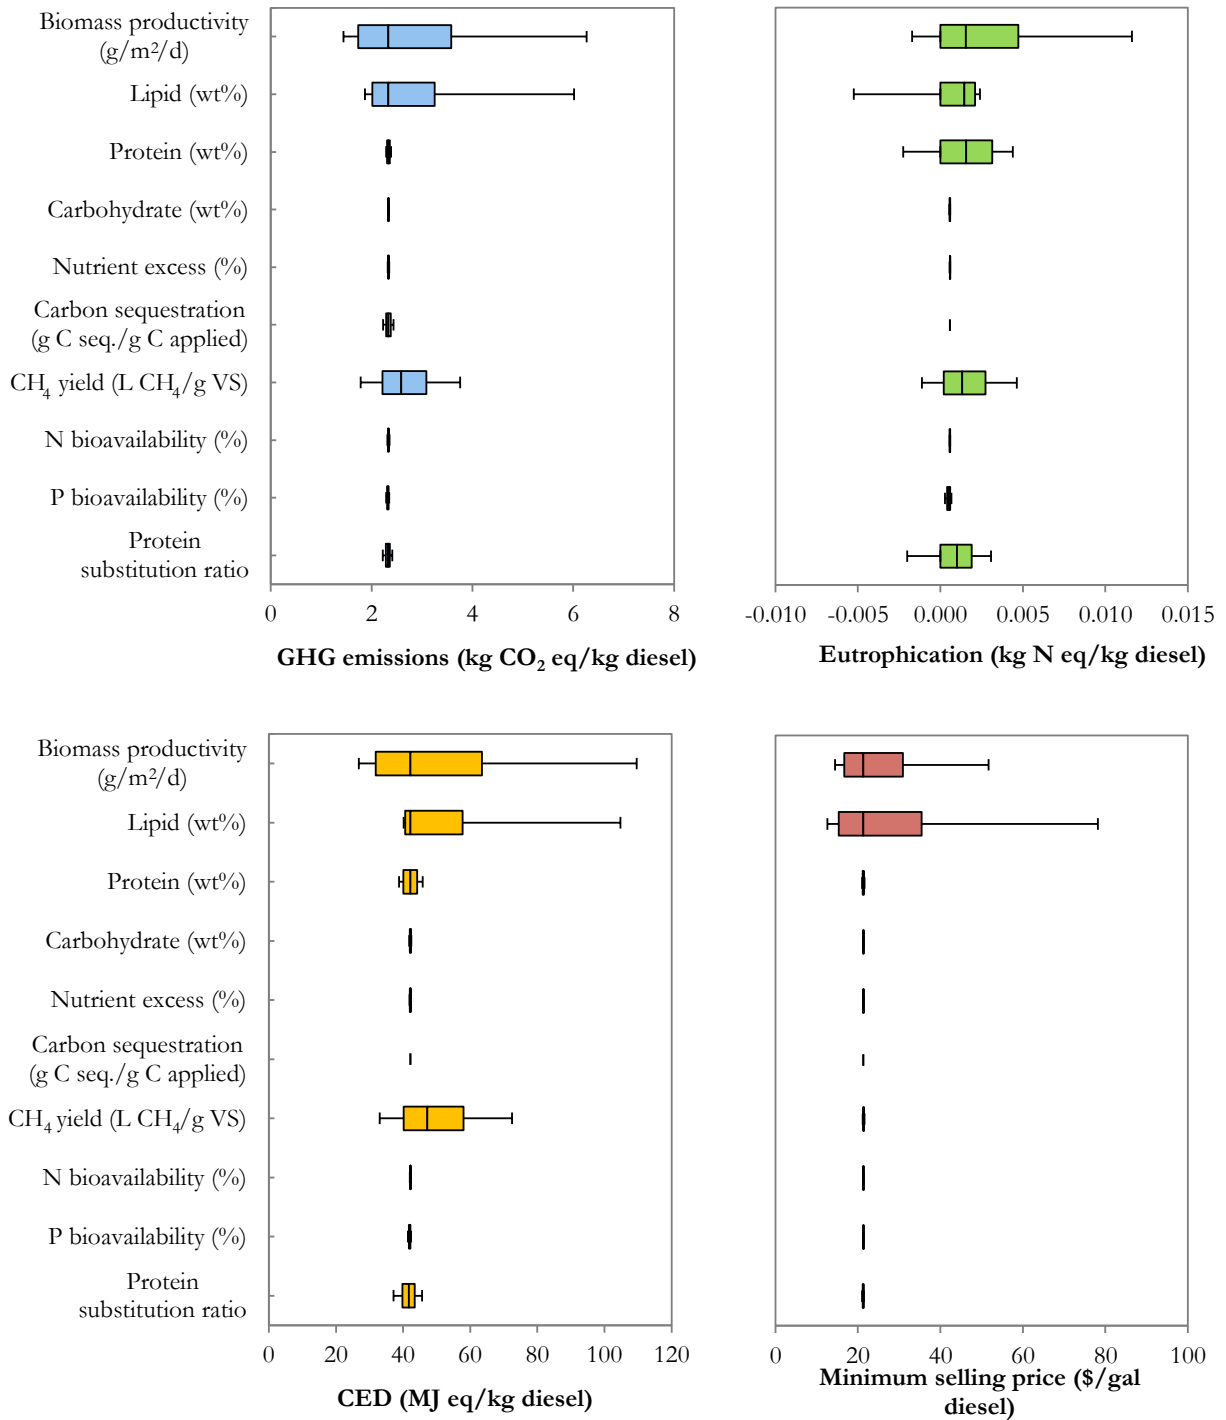 Biomass productivity
(g/m²/d)
Lipid (wt%)
Protein (wt%)
Carbohydrate (wt%)
Nutrient excess (%)
Carbon sequestration
(g C seq./g C applied)
CH₄ yield (L CH₄/g VS)
N bioavailability (%)
P bioavailability (%)
Protein
substitution ratio
0 2 4 6 8
GHG emissions (kg CO₂ eq/kg diesel)
-0.010 -0.005 0.000 0.005 0.010 0.015
Eutrophication (kg N eq/kg diesel)
Biomass productivity
(g/m²/d)
Lipid (wt%)
Protein (wt%)
Carbohydrate (wt%)
Nutrient excess (%)
Carbon sequestration
(g C seq./g C applied)
CH₄ yield (L CH₄/g VS)
N bioavailability (%)
P bioavailability (%)
Protein
substitution ratio
0 20 40 60 80 100 120
CED (MJ eq/kg diesel)
0 20 40 60 80 100
Minimum selling price ($/gal
diesel)